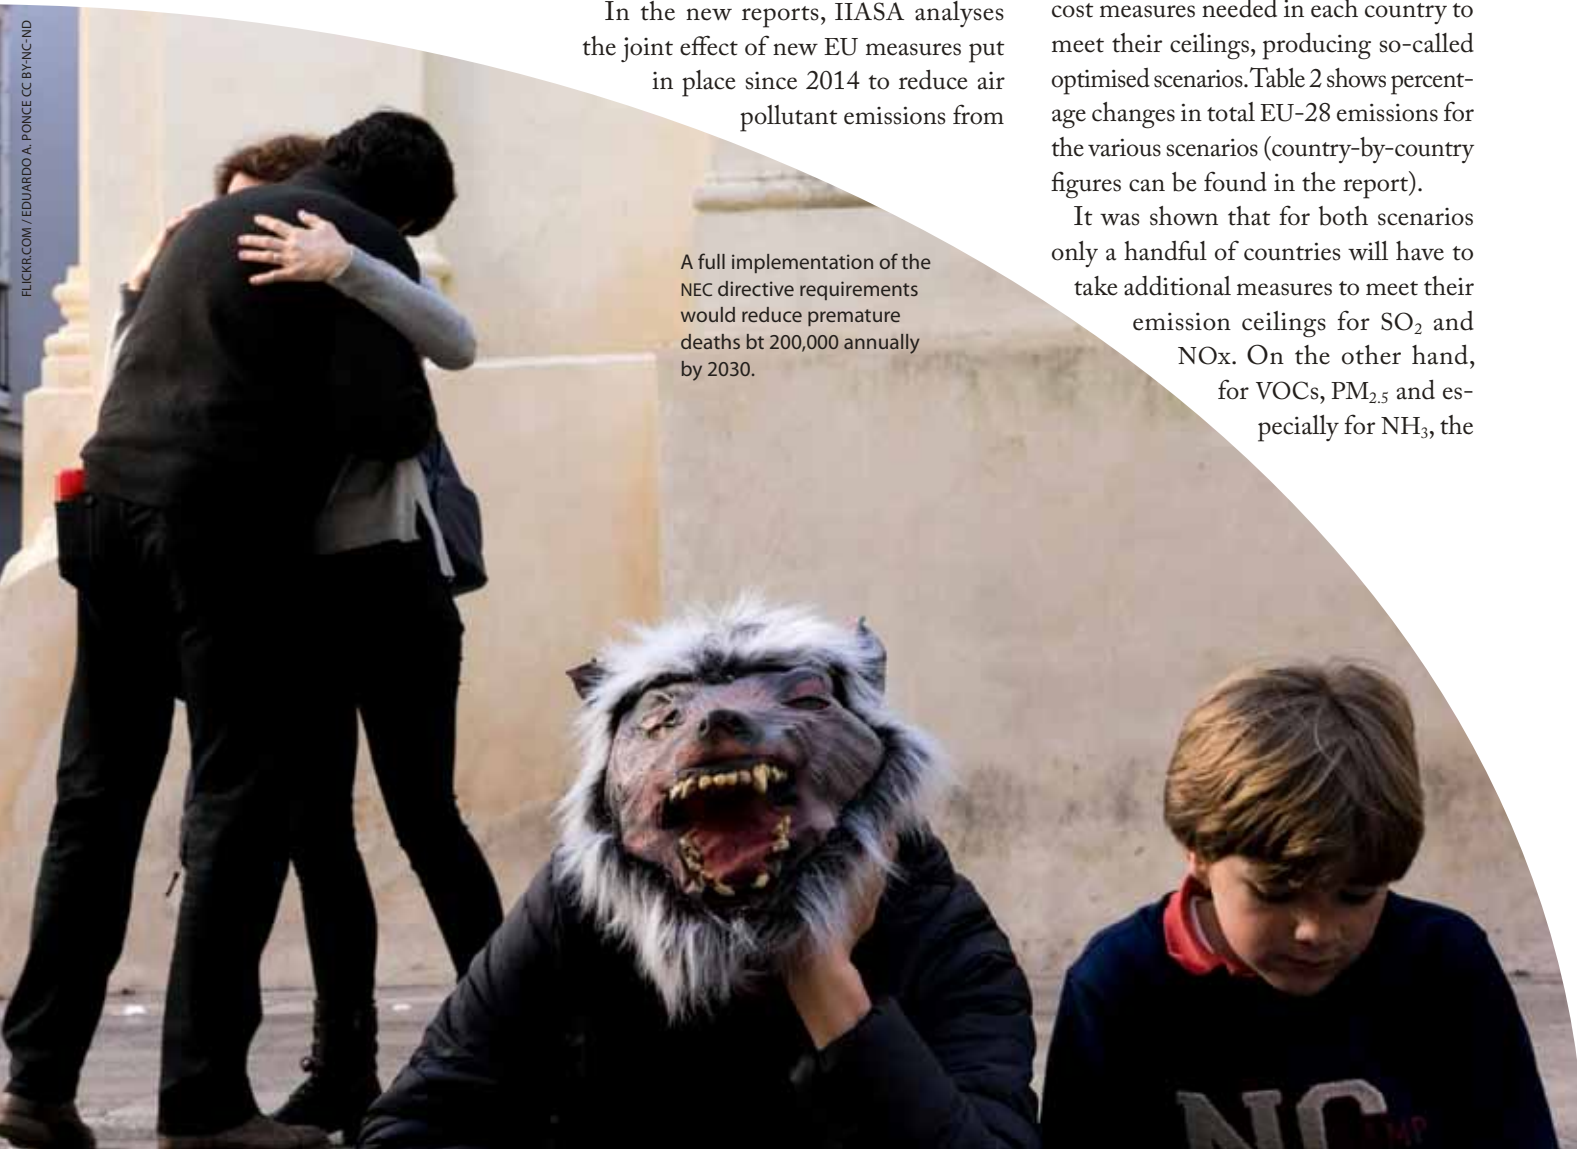 FLICKR.COM / EDUARDO A. PONCE CC BY-NC-ND
In the new reports, IIASA analyses
the joint effect of new EU measures put
in place since 2014 to reduce air
pollutant emissions from
cost measures needed in each country to
meet their ceilings, producing so-called
optimised scenarios. Table 2 shows percent-
age changes in total EU-28 emissions for
the various scenarios (country-by-country
figures can be found in the report).
It was shown that for both scenarios
only a handful of countries will have to
take additional measures to meet their
emission ceilings for SO₂ and
NOx. On the other hand,
for VOCs, PM₂.₅ and es-
pecially for NH₃, the
A full implementation of the
NEC directive requirements
would reduce premature
deaths bt 200,000 annually
by 2030.
NC